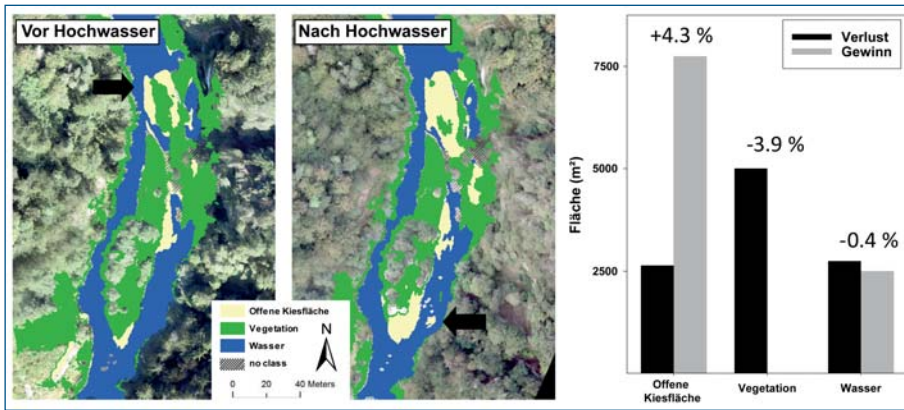 Vor Hochwasser
Nach Hochwasser
Offene Kiesfläche
Vegetation
Wasser
no class
N
0 20 40 Meters
Verlust
Gewinn
+4.3 %
-3.9 %
-0.4 %
Fläche (m²)
7500
5000
2500
Offene
Kiesfläche
Vegetation
Wasser